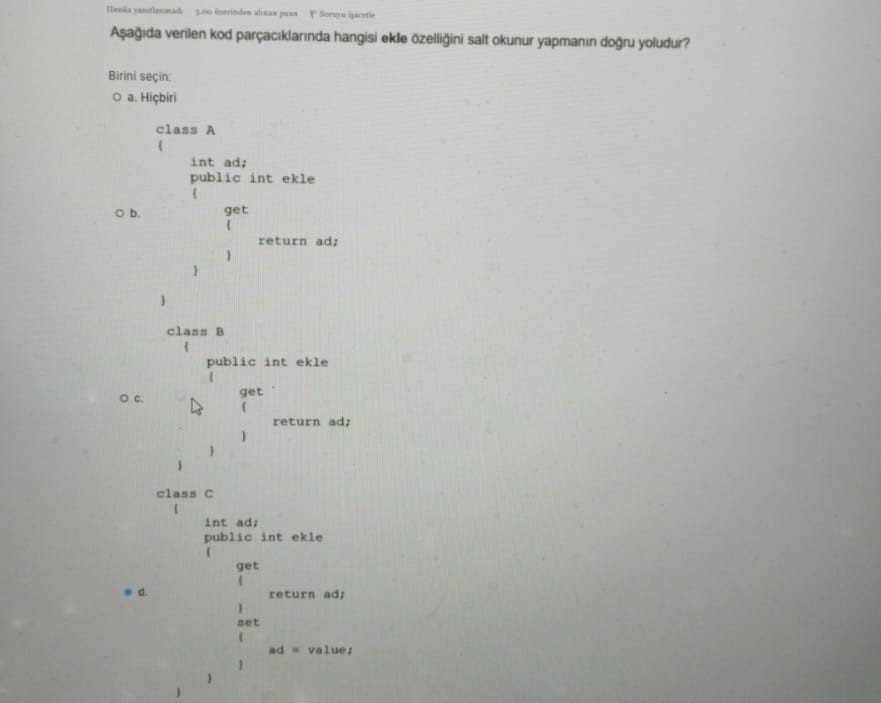 Henüz yanıtlanmadı 3.00 üzerinden alınan puan Soruyu işaretle
Aşağıda verilen kod parçacıklarında hangisi ekle özelliğini salt okunur yapmanın doğru yoludur?
Birini seçin:
a. Hiçbiri
class A
{
int ad;
public int ekle
{
b.
get
{
return ad;
}
}
}
class B
{
public int ekle
{
get
c.
{
return ad;
}
}
}
class C
{
int ad;
public int ekle
{
get
{
d.
return ad;
}
set
{
ad = value;
}
}
}